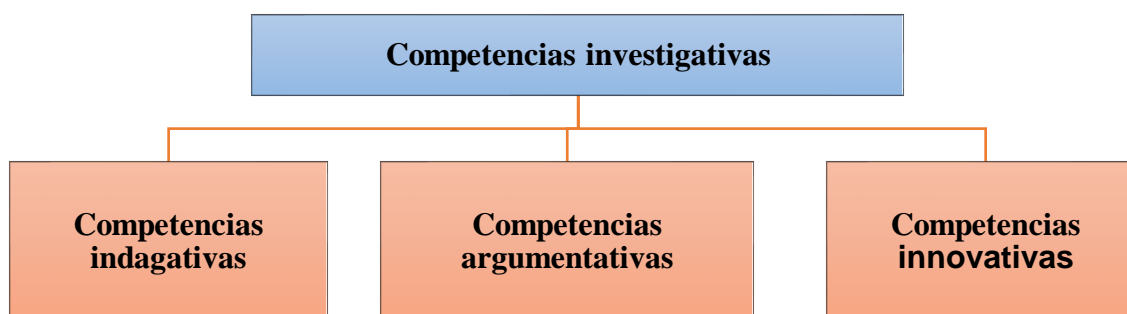 Competencias investigativas
Competencias
indagativas
Competencias
argumentativas
Competencias
innovativas